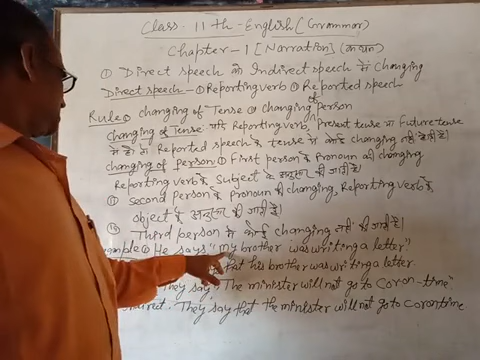 Class- 11th- English (Grammar)
Chapter-1 [Narration] (कथन)
① Direct speech को Indirect speech में changing
Direct speech - ① Reporting verb ② Reported speech
Rule ① changing of Tense ② Changing of person
changing of Tense: यदि Reporting verb, Present tense या Future tense
में हो तो Reported speech के tense में कोई changing नहीं होती है।
changing of person ① First person के Pronoun की changing
Reporting verb के Subject के अनुसार की जाती है।
② Second person के Pronoun की changing, Reporting verb के
object के अनुसार की जाती है।
Third person में कोई changing नहीं की जाती है।
ample ① He says "my brother was writing a letter"
that his brother was writing a letter.
They say "The minister will not go to coron-time"
direct. They say that the minister will not go to corontime